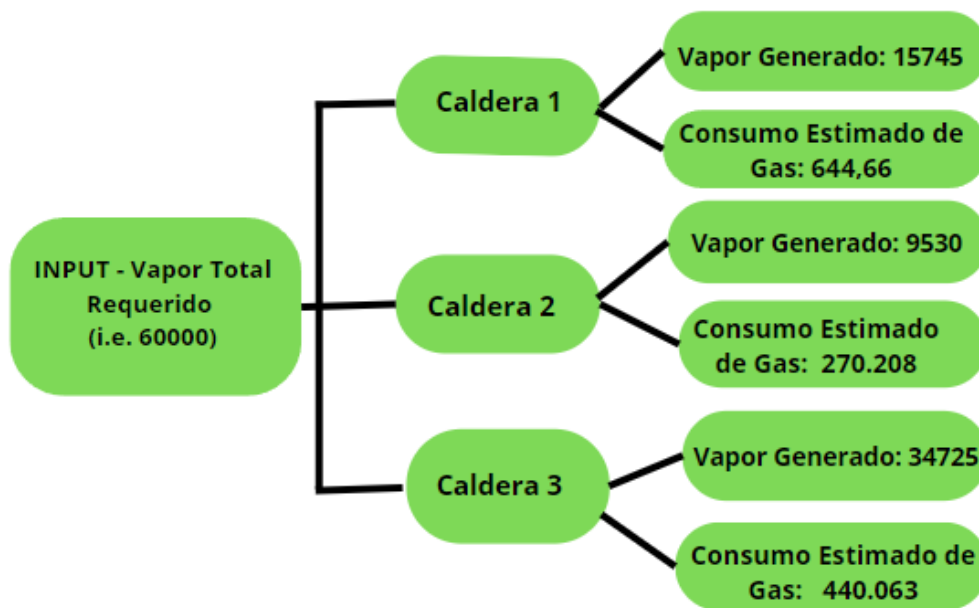 INPUT - Vapor Total
Requerido
(i.e. 60000)
Caldera 1
Vapor Generado: 15745
Consumo Estimado de
Gas: 644,66
Caldera 2
Vapor Generado: 9530
Consumo Estimado
de Gas: 270.208
Caldera 3
Vapor Generado: 34725
Consumo Estimado de
Gas: 440.063